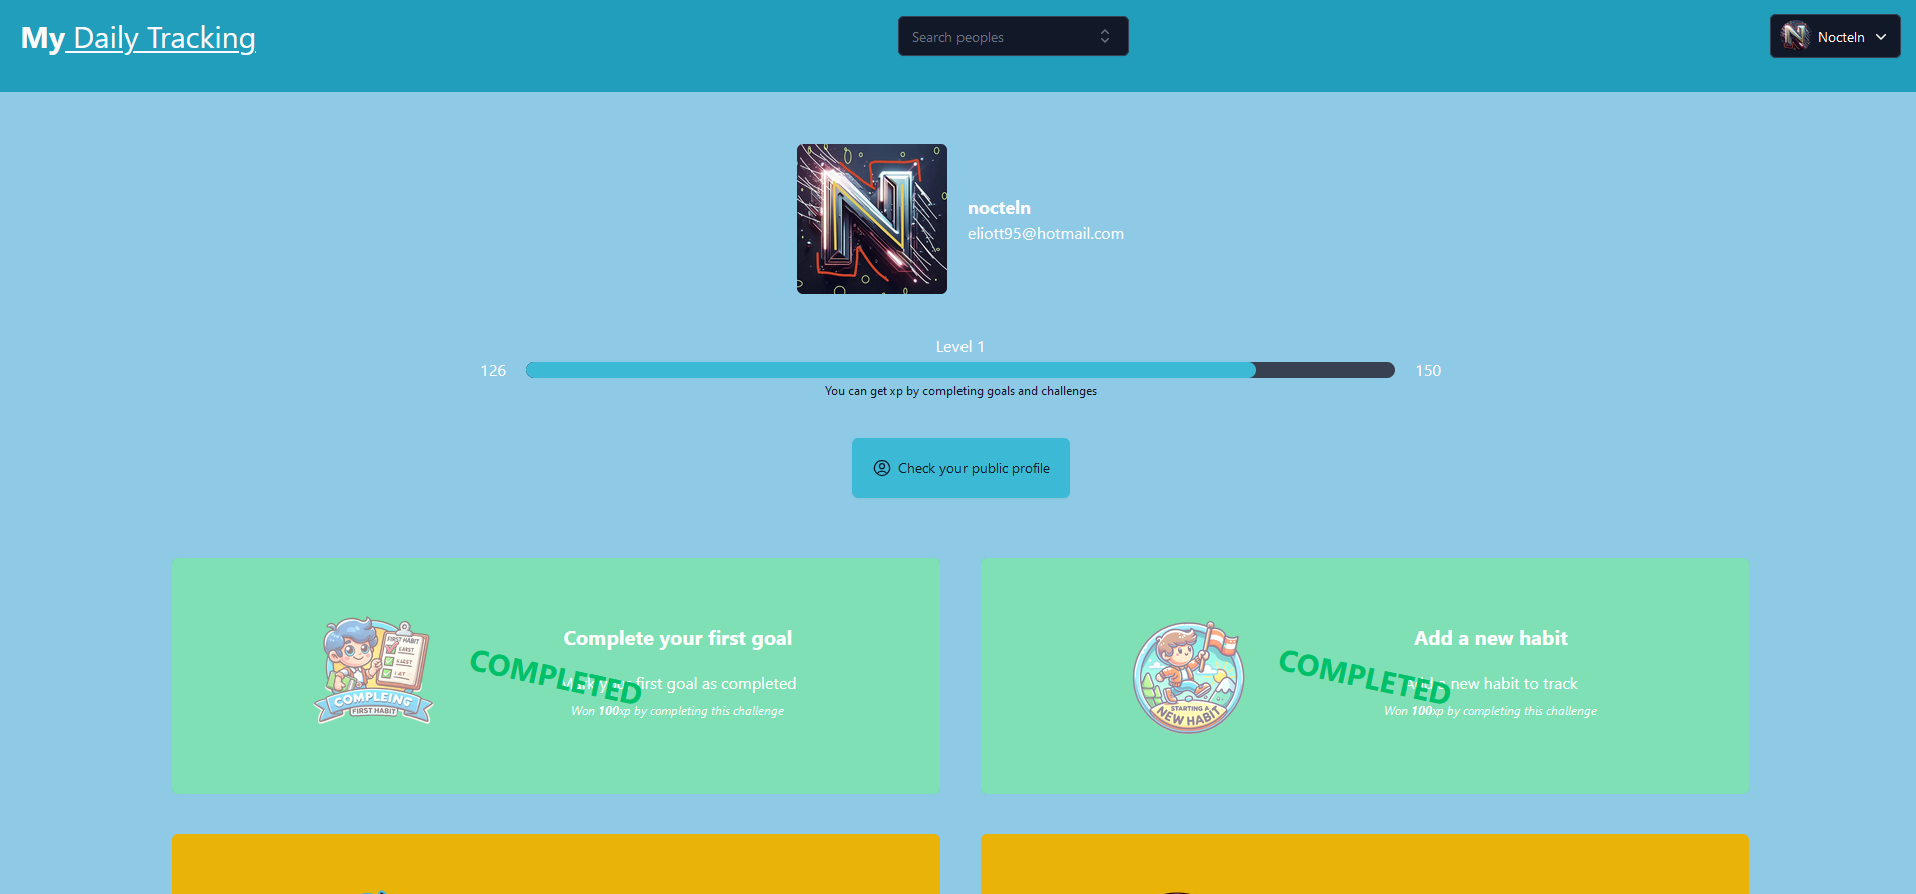 My Daily Tracking
Search peoples
Nocteln
nocteln
eliott95@hotmail.com
Level 1
126
150
You can get xp by completing goals and challenges
Check your public profile
FIRST HABIT
COMPLEING
FIRST HABIT
Complete your first goal
COMPLETED
Mark your first goal as completed
Won 100xp by completing this challenge
STARTING A
NEW HABIT
Add a new habit
COMPLETED
Add a new habit to track
Won 100xp by completing this challenge